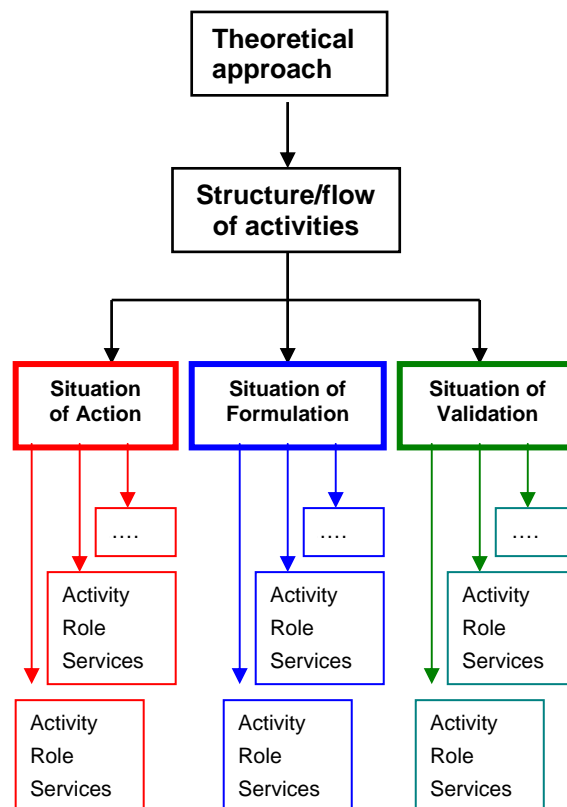 Theoretical
approach
Structure/flow
of activities
Situation
of Action
Situation of
Formulation
Situation of
Validation
....
....
....
Activity
Role
Services
Activity
Role
Services
Activity
Role
Services
Activity
Role
Services
Activity
Role
Services
Activity
Role
Services